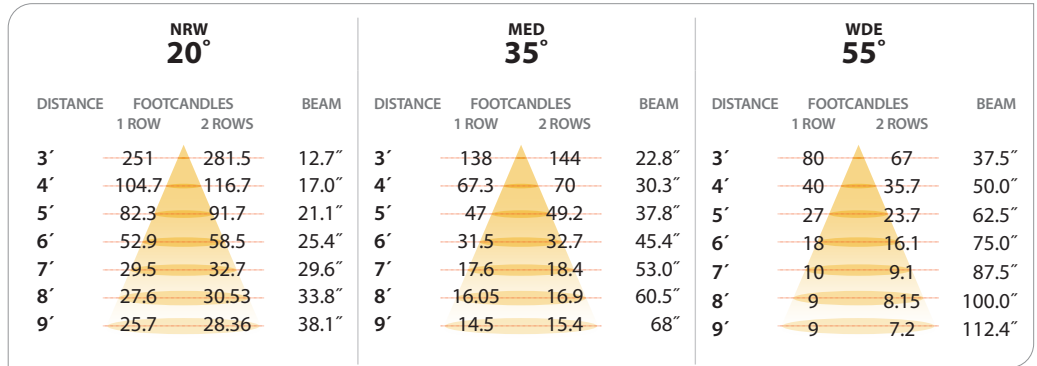 NRW
20°
DISTANCE FOOTCANDLES BEAM
1 ROW 2 ROWS
3´ 251 281.5 12.7˝
4´ 104.7 116.7 17.0˝
5´ 82.3 91.7 21.1˝
6´ 52.9 58.5 25.4˝
7´ 29.5 32.7 29.6˝
8´ 27.6 30.53 33.8˝
9´ 25.7 28.36 38.1˝
MED
35°
DISTANCE FOOTCANDLES BEAM
1 ROW 2 ROWS
3´ 138 144 22.8˝
4´ 67.3 70 30.3˝
5´ 47 49.2 37.8˝
6´ 31.5 32.7 45.4˝
7´ 17.6 18.4 53.0˝
8´ 16.05 16.9 60.5˝
9´ 14.5 15.4 68˝
WDE
55°
DISTANCE FOOTCANDLES BEAM
1 ROW 2 ROWS
3´ 80 67 37.5˝
4´ 40 35.7 50.0˝
5´ 27 23.7 62.5˝
6´ 18 16.1 75.0˝
7´ 10 9.1 87.5˝
8´ 9 8.15 100.0˝
9´ 9 7.2 112.4˝